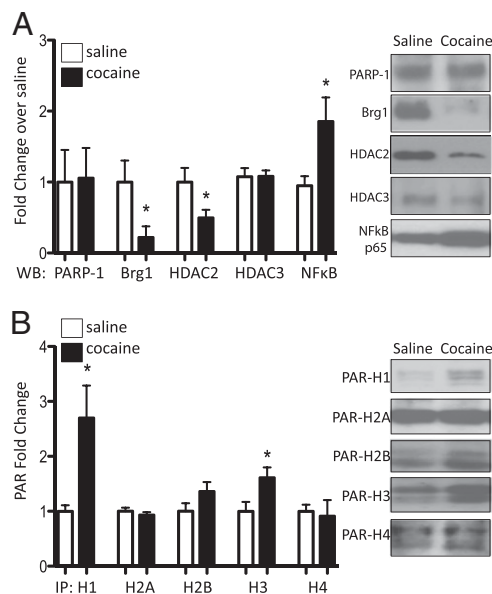 A
Fold Change over saline
3
2
1
0
saline
cocaine
*
*
*
WB: PARP-1 Brg1 HDAC2 HDAC3 NFκB
Saline Cocaine
PARP-1
Brg1
HDAC2
HDAC3
NFkB
p65
B
PAR Fold Change
4
3
2
1
0
saline
cocaine
*
*
IP: H1 H2A H2B H3 H4
Saline Cocaine
PAR-H1
PAR-H2A
PAR-H2B
PAR-H3
PAR-H4